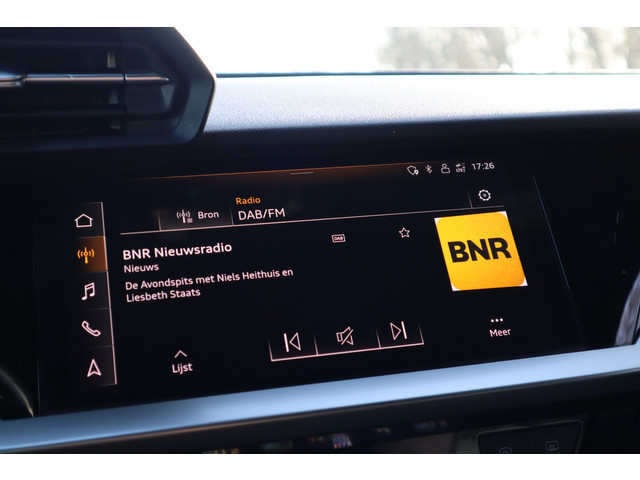 17:26
Radio
Bron
DAB/FM
BNR Nieuwsradio
DAB
Nieuws
De Avondspits met Niels Heithuis en
Liesbeth Staats
BNR
Lijst
Meer